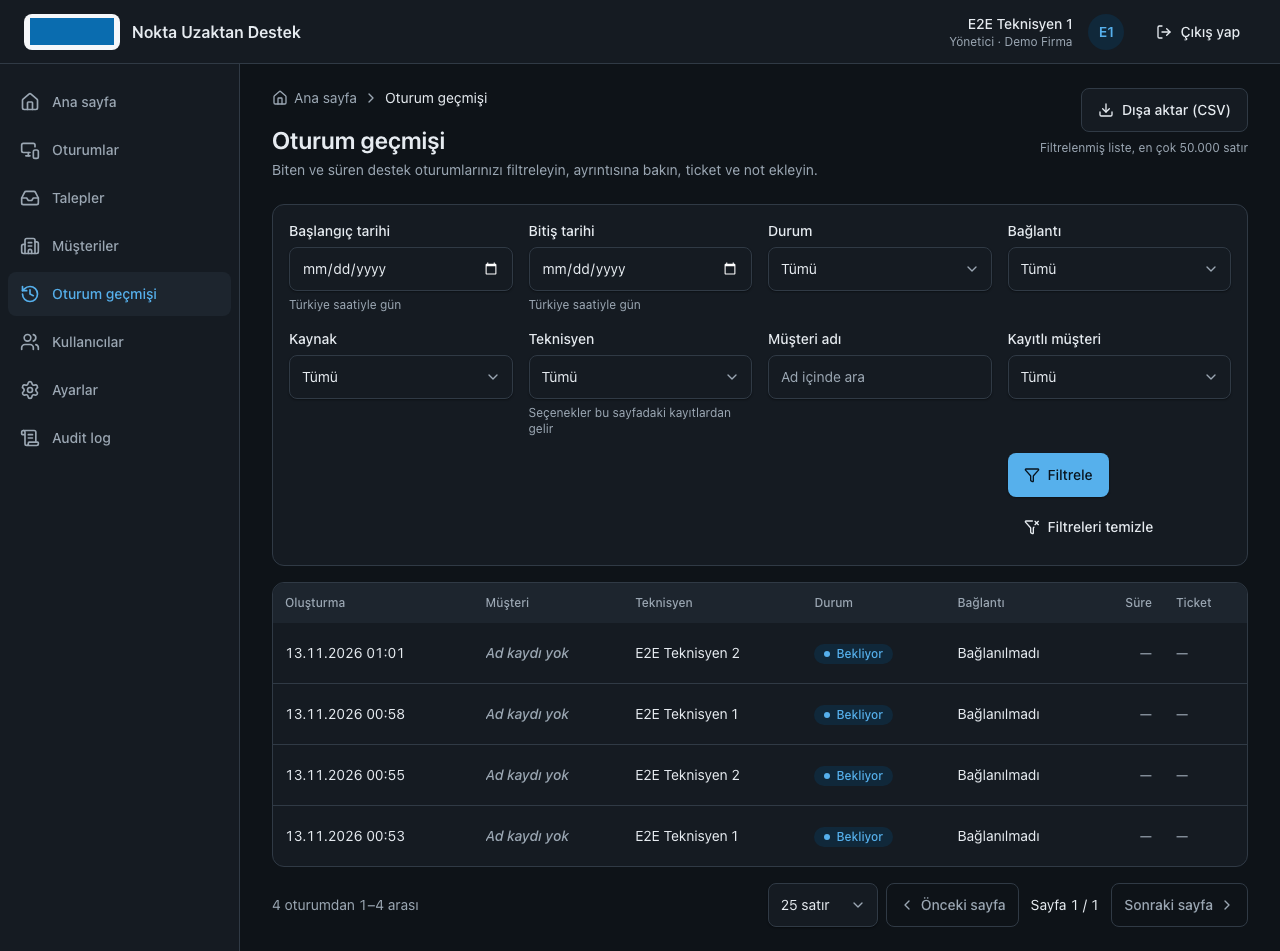 Nokta Uzaktan Destek
E2E Teknisyen 1
Yönetici · Demo Firma
E1
Çıkış yap
Ana sayfa
Oturumlar
Talepler
Müşteriler
Oturum geçmişi
Kullanıcılar
Ayarlar
Audit log
Ana sayfa
Oturum geçmişi
Dışa aktar (CSV)
Filtrelenmiş liste, en çok 50.000 satır
Oturum geçmişi
Biten ve süren destek oturumlarınızı filtreleyin, ayrıntısına bakın, ticket ve not ekleyin.
Başlangıç tarihi
Bitiş tarihi
Durum
Bağlantı
mm/dd/yyyy
mm/dd/yyyy
Tümü
Tümü
Türkiye saatiyle gün
Türkiye saatiyle gün
Kaynak
Teknisyen
Müşteri adı
Kayıtlı müşteri
Tümü
Tümü
Ad içinde ara
Tümü
Seçenekler bu sayfadaki kayıtlardan
gelir
Filtrele
Filtreleri temizle
Oluşturma Müşteri Teknisyen Durum Bağlantı Süre Ticket
13.11.2026 01:01 Ad kaydı yok E2E Teknisyen 2 Bekliyor Bağlanılmadı — —
13.11.2026 00:58 Ad kaydı yok E2E Teknisyen 1 Bekliyor Bağlanılmadı — —
13.11.2026 00:55 Ad kaydı yok E2E Teknisyen 2 Bekliyor Bağlanılmadı — —
13.11.2026 00:53 Ad kaydı yok E2E Teknisyen 1 Bekliyor Bağlanılmadı — —
4 oturumdan 1–4 arası
25 satır
Önceki sayfa
Sayfa 1 / 1
Sonraki sayfa